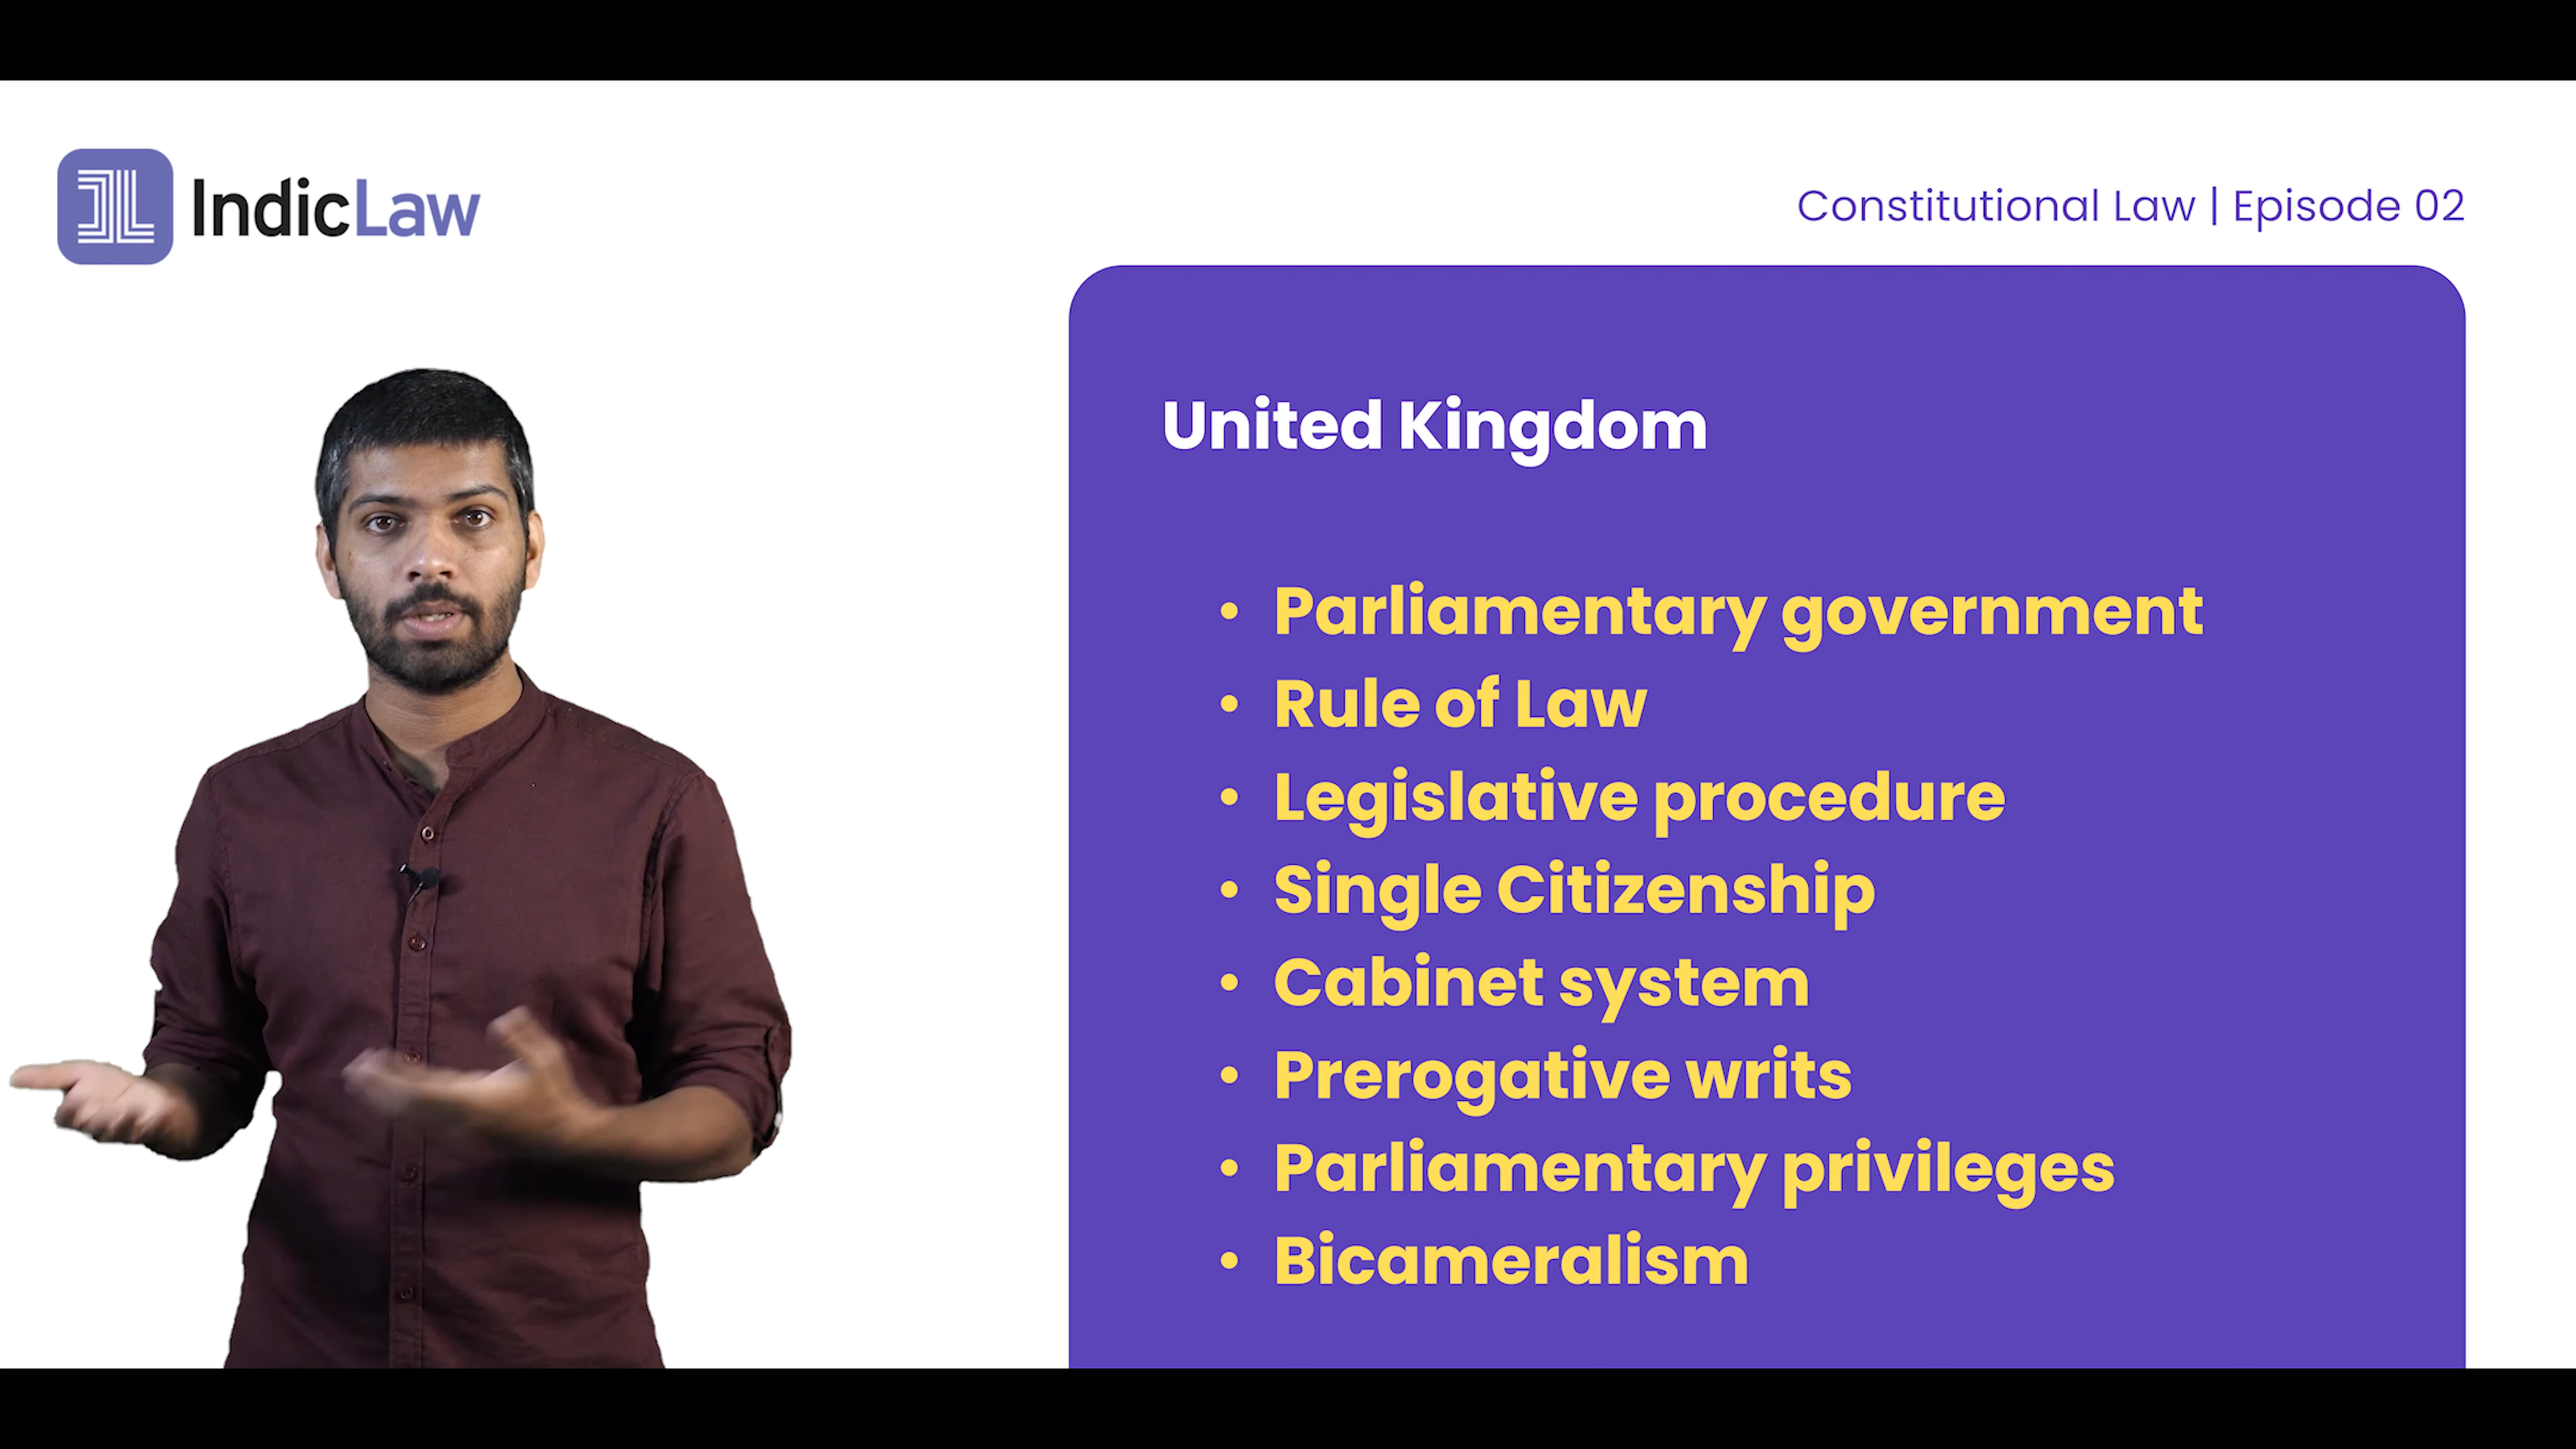 IndicLaw
Constitutional Law | Episode 02
United Kingdom
• Parliamentary government
• Rule of Law
• Legislative procedure
• Single Citizenship
• Cabinet system
• Prerogative writs
• Parliamentary privileges
• Bicameralism